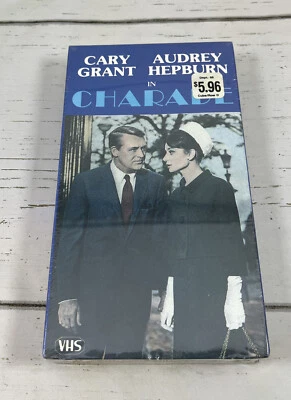 CARY AUDREY
GRANT HEPBURN
IN
CHARADE
$5.96
VHS